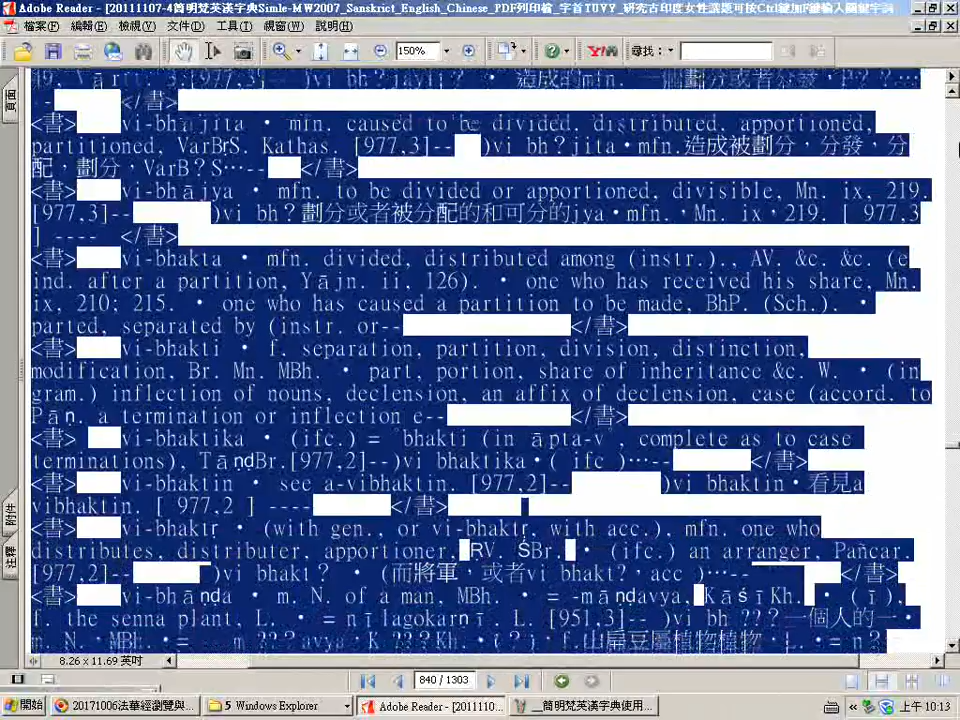 Adobe Reader - [20111107-4簡明梵英漢字典Simle-MW2007_Sanskrict_English_Chinese_PDF列印檔_字首TUVY_研究古印度女性議題可按Ctrl鍵加F鍵輸入關鍵字詞
檔案(F) 編輯(E) 檢視(V) 文件(D) 工具(T) 視窗(W) 說明(H)
150% 尋找：
</書>
<書> vi-bhājita • mfn. caused to be divided. distributed, apportioned,
partitioned, VarBṛS. Kathas. [977,3]-- )vi bh？jita•mfn.造成被劃分，分發，分
配，劃分，VarB？S…-- </書>
<書> vi-bhājya • mfn. to be divided or apportioned, divisible, Mn. ix, 219.
[977,3]-- )vi bh？劃分或者被分配的和可分的jya•mfn.，Mn. ix，219. [ 977,3
] ---- </書>
<書> vi-bhakta • mfn. divided, distributed among (instr.)., AV. &c. &c. (e
ind. after a partition, Yājn. ii, 126). • one who has received his share, Mn.
ix, 210; 215. • one who has caused a partition to be made, BhP. (Sch.). •
parted, separated by (instr. or-- </書>
<書> vi-bhakti • f. separation, partition, division, distinction,
modification, Br. Mn. MBh. • part, portion, share of inheritance &c. W. • (in
gram.) inflection of nouns, declension, an affix of declension, case (accord. to
Pāṇ. a termination or inflection e-- </書>
<書> vi-bhaktika • (ifc.) = ˚bhakti (in āpta-v˚, complete as to case
terminations), TāṇḍBr.[977,2]--)vi bhaktika•( ifc )…-- </書>
<書> vi-bhaktin • see a-vibhaktin. [977,2]-- )vi bhaktin•看見a
vibhaktin. [ 977,2 ] ---- </書>
<書> vi-bhaktṛ • (with gen., or vi-bhaktṛ, with acc.), mfn. one who
distributes, distributer, apportioner, RV. ŚBr. • (ifc.) an arranger, Pañcar.
[977,2]-- )vi bhakt？ • (而將軍，或者vi bhakt?，acc )…-- </書>
<書> vi-bhāṇḍa • m. N. of a man, MBh. • = -māṇḍavya, KāśīKh. • (ī),
f. the senna plant, L. • = nīlagokarnī. L. [951,3]--)vi bh ???•一個人的一•
m. N.，MBh • = m ??？avya，K ???Kh. • (？)，f.山扁豆屬植物植物，L. • = n？
頁面
附件
注釋
8.26 x 11.69 英吋
840 / 1303
開始 20171006法華經瀏覽與... 5 Windows Explorer Adobe Reader - [2011110... __簡明梵英漢字典使用... 上午 10:13